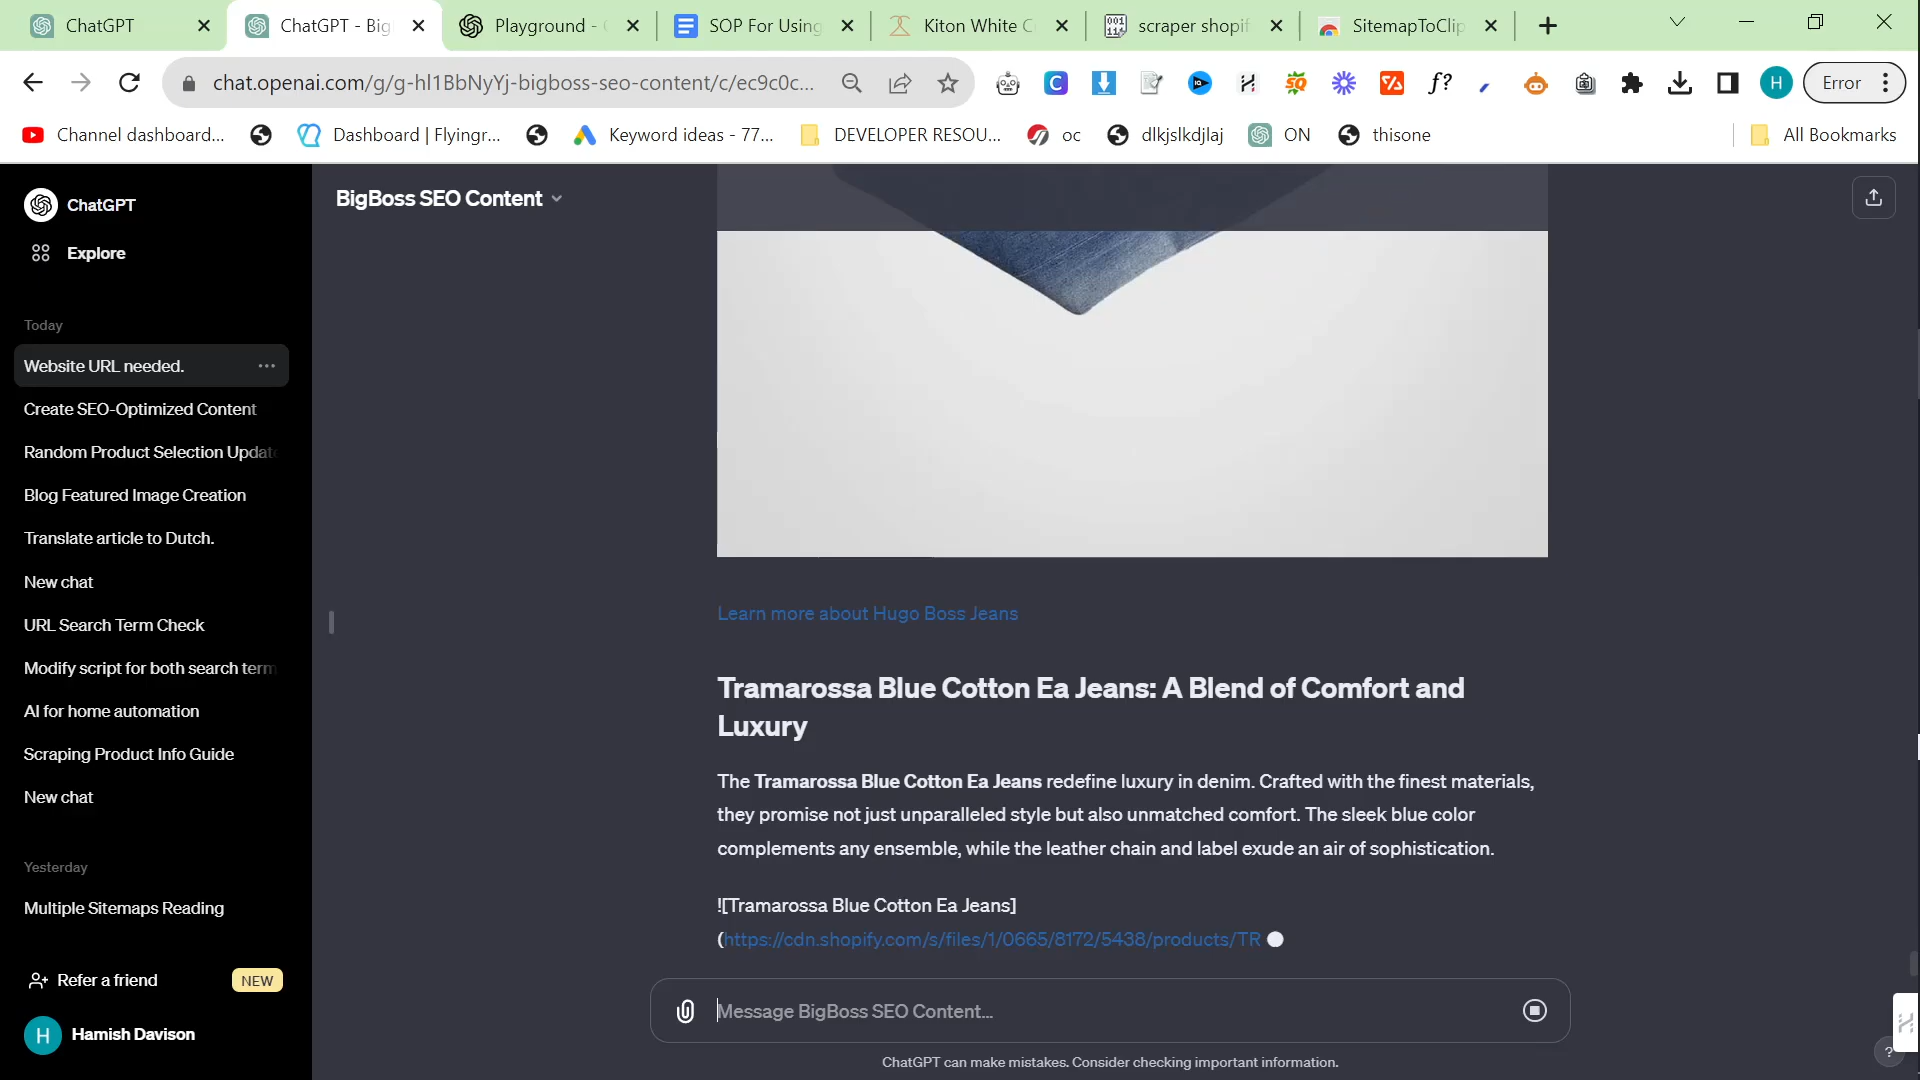 ChatGPT
ChatGPT - Big
Playground -
SOP For Using
Kiton White C
scraper shopif
SitemapToClip
chat.openai.com/g/g-hl1BbNyYj-bigboss-seo-content/c/ec9c0c...
Error
Channel dashboard...
Dashboard | Flyingr...
Keyword ideas - 77...
DEVELOPER RESOU...
oc
dlkjslkdjlaj
ON
thisone
All Bookmarks
ChatGPT
Explore
Today
Website URL needed.
Create SEO-Optimized Content
Random Product Selection Updat
Blog Featured Image Creation
Translate article to Dutch.
New chat
URL Search Term Check
Modify script for both search term
AI for home automation
Scraping Product Info Guide
New chat
Yesterday
Multiple Sitemaps Reading
Refer a friend
NEW
H
Hamish Davison
BigBoss SEO Content
Learn more about Hugo Boss Jeans
Tramarossa Blue Cotton Ea Jeans: A Blend of Comfort and
Luxury
The Tramarossa Blue Cotton Ea Jeans redefine luxury in denim. Crafted with the finest materials,
they promise not just unparalleled style but also unmatched comfort. The sleek blue color
complements any ensemble, while the leather chain and label exude an air of sophistication.
![Tramarossa Blue Cotton Ea Jeans]
(https://cdn.shopify.com/s/files/1/0665/8172/5438/products/TR
Message BigBoss SEO Content...
ChatGPT can make mistakes. Consider checking important information.
?